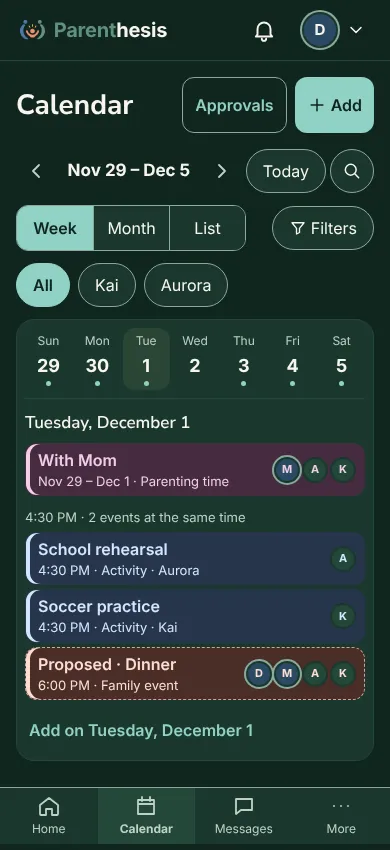 Parenthesis
D
Calendar
Approvals
+ Add
Nov 29 – Dec 5
Today
Week
Month
List
Filters
All
Kai
Aurora
Sun Mon Tue Wed Thu Fri Sat
29 30 1 2 3 4 5
Tuesday, December 1
With Mom
Nov 29 – Dec 1 · Parenting time
M A K
4:30 PM · 2 events at the same time
School rehearsal
4:30 PM · Activity · Aurora
A
Soccer practice
4:30 PM · Activity · Kai
K
Proposed · Dinner
6:00 PM · Family event
D M A K
Add on Tuesday, December 1
Home
Calendar
Messages
More